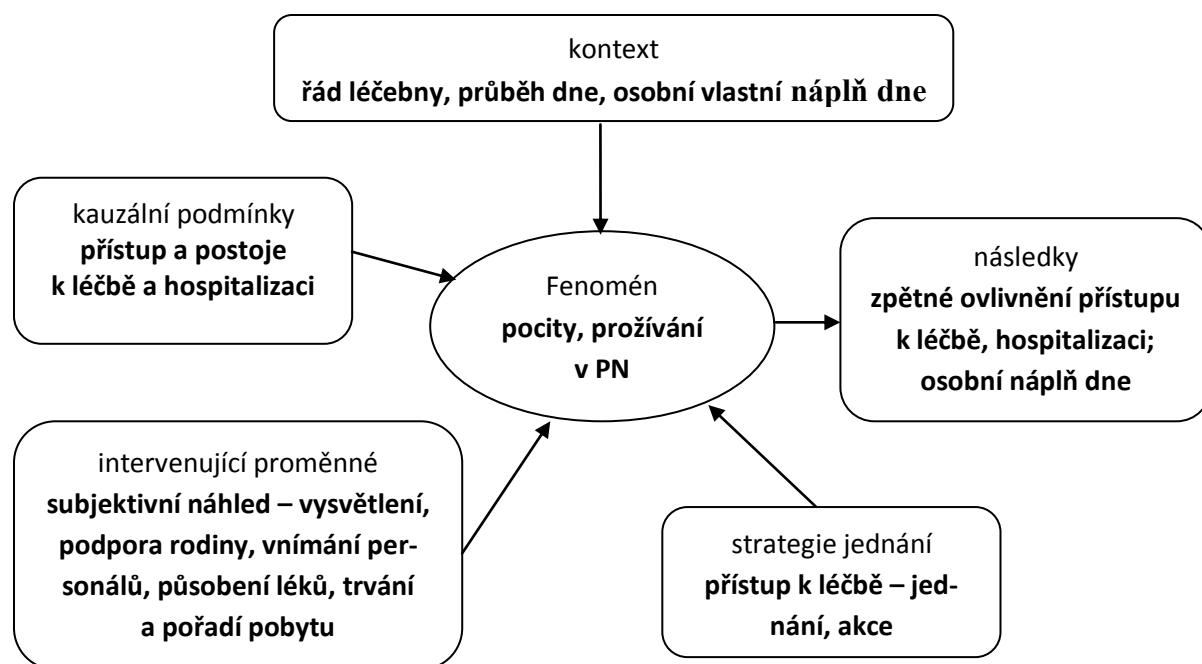 kontext
řád léčebny, průběh dne, osobní vlastní náplň dne
kauzální podmínky
přístup a postoje
k léčbě a hospitalizaci
Fenomén
pocity, prožívání
v PN
následky
zpětné ovlivnění přístupu
k léčbě, hospitalizaci;
osobní náplň dne
intervenující proměnné
subjektivní náhled – vysvětlení,
podpora rodiny, vnímání per-
sonálů, působení léků, trvání
a pořadí pobytu
strategie jednání
přístup k léčbě – jed-
nání, akce